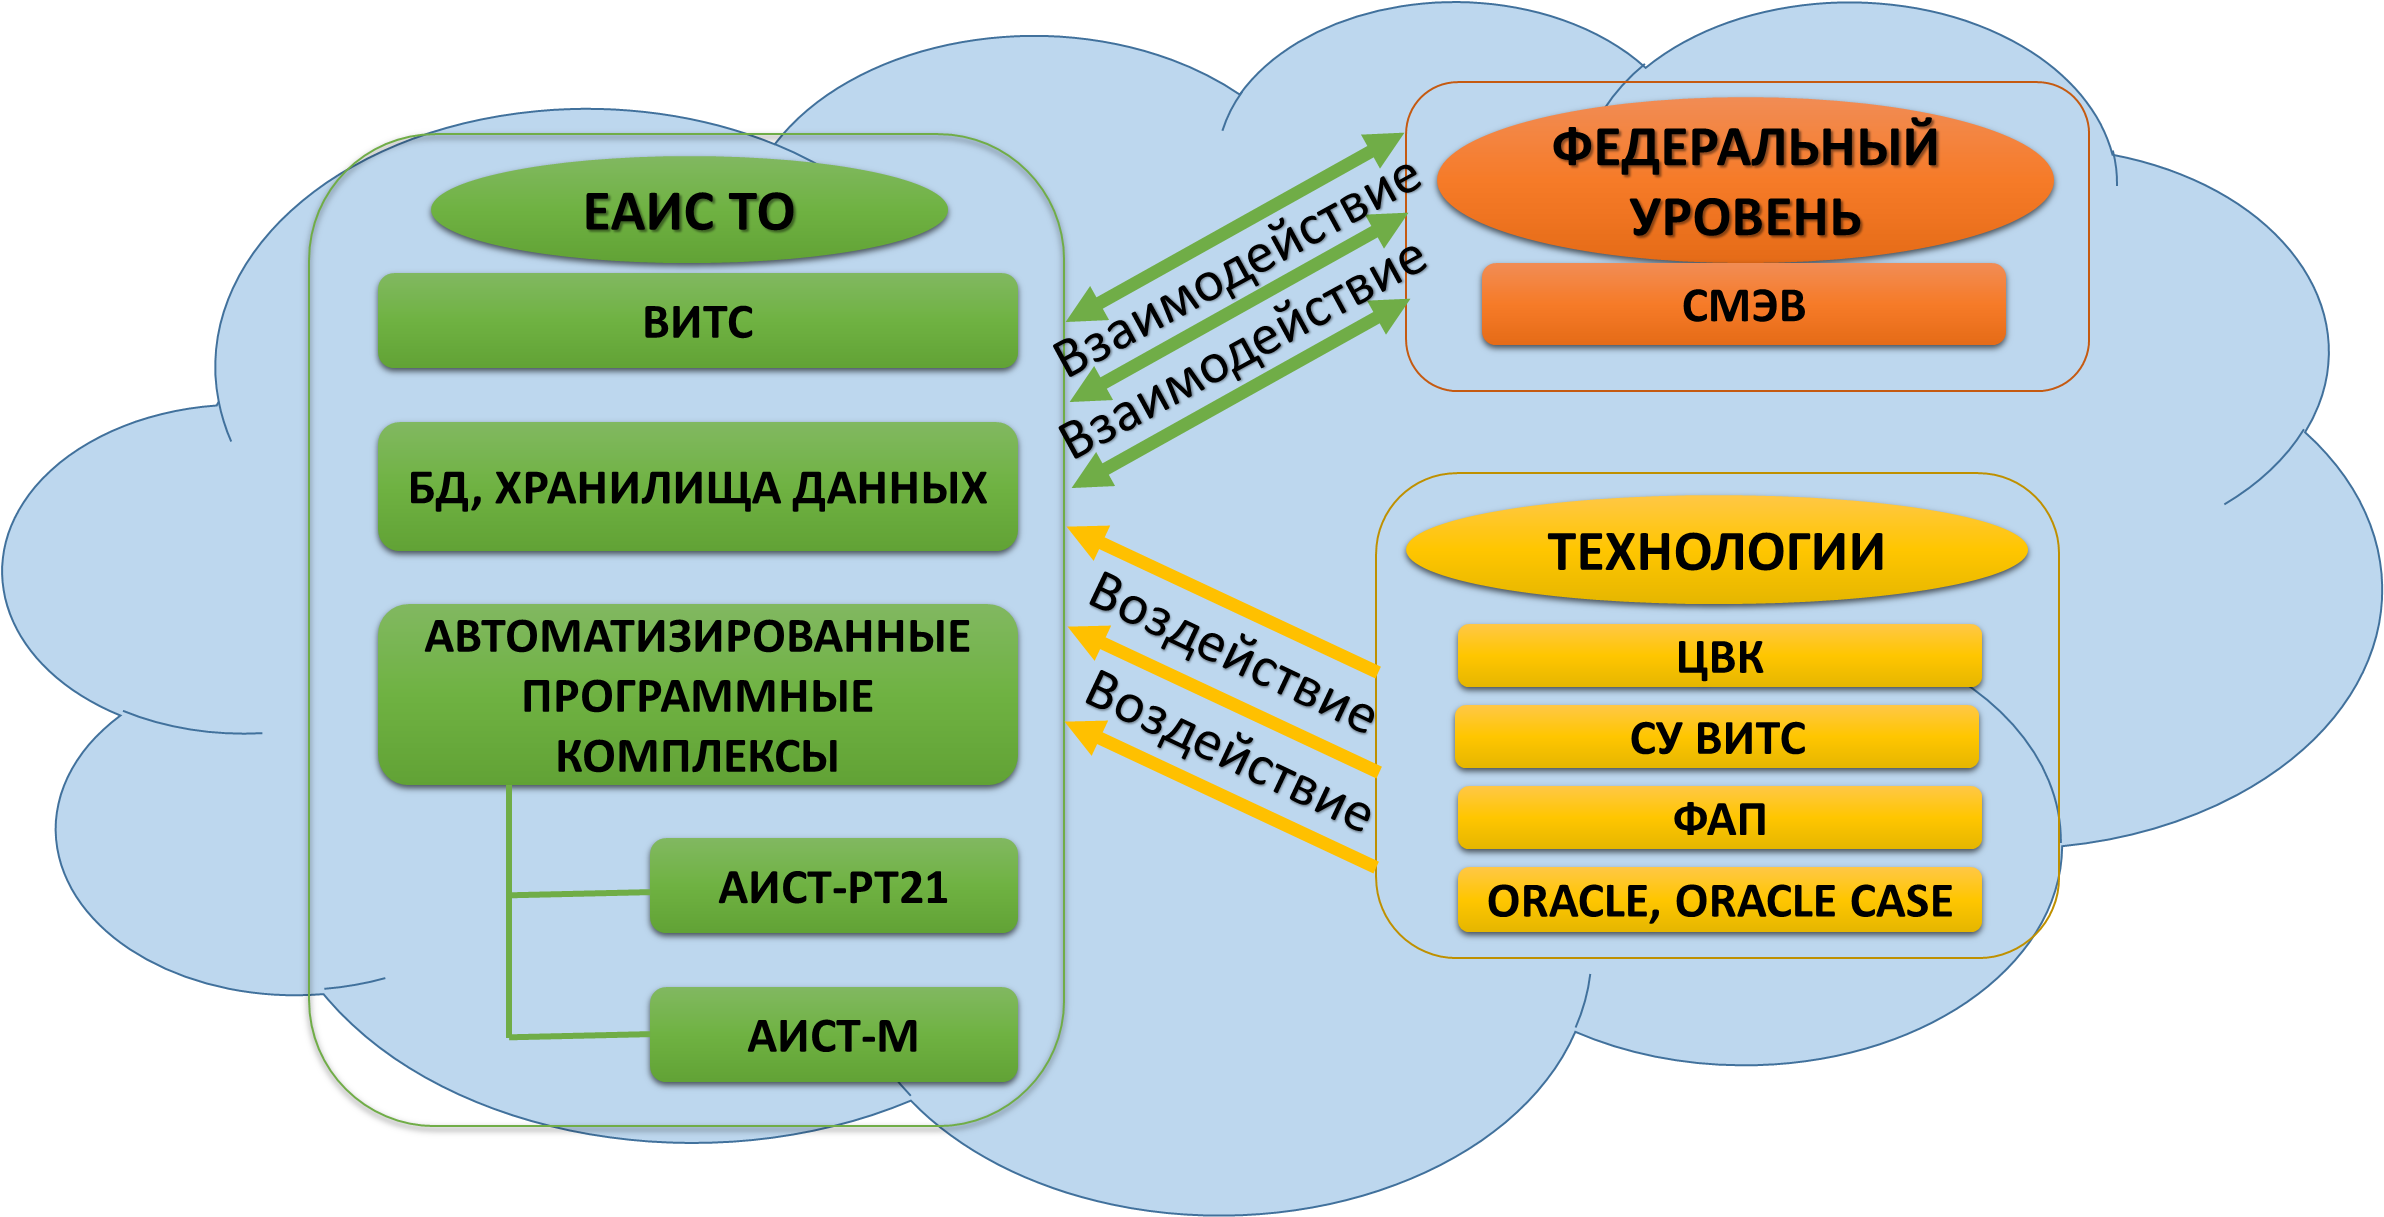 ЕАИС ТО
ВИТС
БД, ХРАНИЛИЩА ДАННЫХ
АВТОМАТИЗИРОВАННЫЕ
ПРОГРАММНЫЕ
КОМПЛЕКСЫ
АИСТ-РТ21
АИСТ-М
Взаимодействие
Взаимодействие
Воздействие
Воздействие
ФЕДЕРАЛЬНЫЙ
УРОВЕНЬ
СМЭВ
ТЕХНОЛОГИИ
ЦВК
СУ ВИТС
ФАП
ORACLE, ORACLE CASE